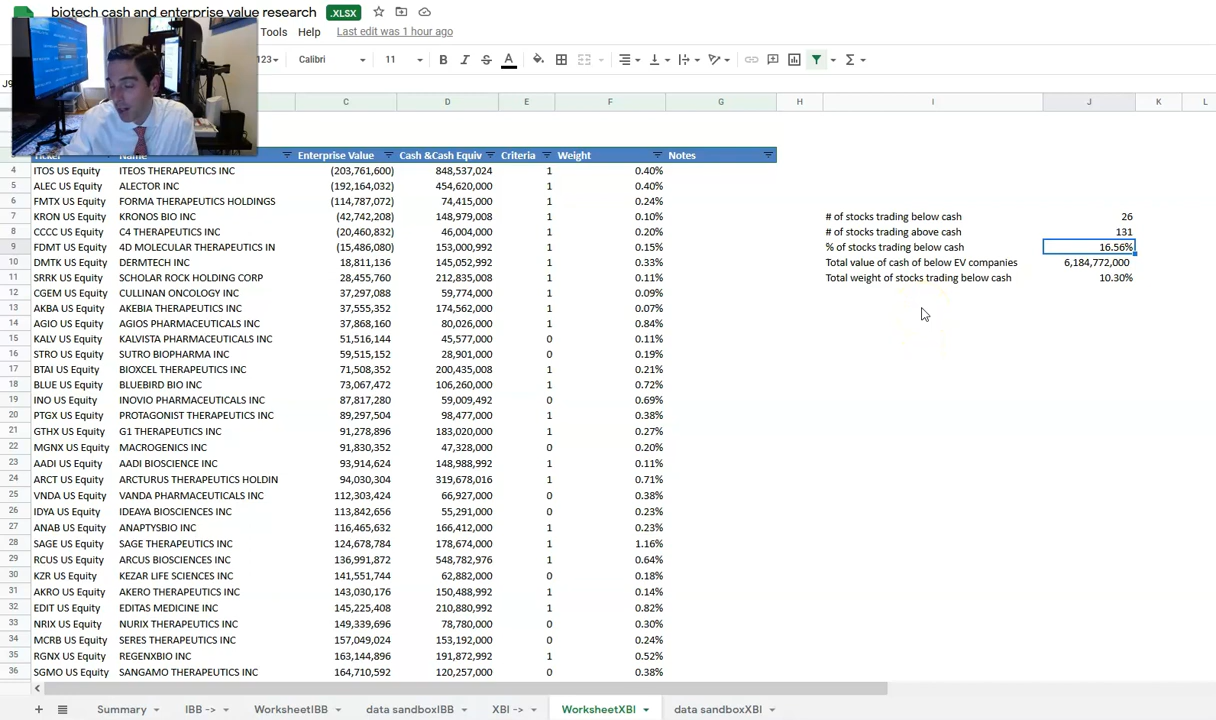 biotech cash and enterprise value research .XLSX
Tools Help Last edit was 1 hour ago
123 Calibri 11 B I S A
C D E F G H I J K L
Name Enterprise Value Cash &Cash Equiv Criteria Weight Notes
4 ITOS US Equity ITEOS THERAPEUTICS INC (203,761,600) 848,537,024 1 0.40%
5 ALEC US Equity ALECTOR INC (192,164,032) 454,620,000 1 0.40%
6 FMTX US Equity FORMA THERAPEUTICS HOLDINGS (114,787,072) 74,415,000 1 0.24%
7 KRON US Equity KRONOS BIO INC (42,742,208) 148,979,008 1 0.10% # of stocks trading below cash 26
8 CCCC US Equity C4 THERAPEUTICS INC (20,460,832) 46,004,000 1 0.20% # of stocks trading above cash 131
9 FDMT US Equity 4D MOLECULAR THERAPEUTICS IN (15,486,080) 153,000,992 1 0.15% % of stocks trading below cash 16.56%
10 DMTK US Equity DERMTECH INC 18,811,136 13,050,992 1 0.33% Total value of cash of below EV companies 6,184,772,000
11 SRRK US Equity SCHOLAR ROCK HOLDING CORP 28,455,760 212,835,008 1 0.11% Total weight of stocks trading below cash 10.30%
12 CGEM US Equity CULLINAN ONCOLOGY INC 37,297,088 59,774,000 1 0.09%
13 AKBA US Equity AKEBIA THERAPEUTICS INC 37,555,352 174,562,000 1 0.07%
14 AGIO US Equity AGIOS PHARMACEUTICALS INC 37,868,160 80,026,000 1 0.84%
15 KALV US Equity KALVISTA PHARMACEUTICALS INC 51,516,144 45,577,000 0 0.11%
16 STRO US Equity SUTRO BIOPHARMA INC 59,515,152 28,901,000 0 0.19%
17 BTAI US Equity BIOXCEL THERAPEUTICS INC 71,508,352 200,435,008 1 0.21%
18 BLUE US Equity BLUEBIRD BIO INC 73,067,472 106,260,000 1 0.72%
19 INO US Equity INOVIO PHARMACEUTICALS INC 87,817,280 59,009,492 0 0.69%
20 PTGX US Equity PROTAGONIST THERAPEUTICS INC 89,297,504 98,477,000 1 0.38%
21 GTHX US Equity G1 THERAPEUTICS INC 91,278,896 183,020,000 1 0.27%
22 MGNX US Equity MACROGENICS INC 91,830,352 47,328,000 0 0.20%
23 AADI US Equity AADI BIOSCIENCE INC 93,914,624 148,988,992 1 0.11%
24 ARCT US Equity ARCTURUS THERAPEUTICS HOLDIN 94,030,304 319,678,016 1 0.71%
25 VNDA US Equity VANDA PHARMACEUTICALS INC 112,303,424 66,927,000 0 0.38%
26 IDYA US Equity IDEAYA BIOSCIENCES INC 113,842,656 55,291,000 0 0.23%
27 ANAB US Equity ANAPTYSBIO INC 116,465,632 166,412,000 1 0.23%
28 SAGE US Equity SAGE THERAPEUTICS INC 124,678,784 178,674,000 1 1.16%
29 RCUS US Equity ARCUS BIOSCIENCES INC 136,991,872 548,782,976 1 0.64%
30 KZR US Equity KEZAR LIFE SCIENCES INC 141,551,744 62,882,000 0 0.18%
31 AKRO US Equity AKERO THERAPEUTICS INC 143,030,176 150,488,992 1 0.14%
32 EDIT US Equity EDITAS MEDICINE INC 145,225,408 210,880,992 1 0.82%
33 NRIX US Equity NURIX THERAPEUTICS INC 149,339,696 78,780,000 0 0.30%
34 MCRB US Equity SERES THERAPEUTICS INC 157,049,024 153,192,000 0 0.24%
35 RGNX US Equity REGENXBIO INC 163,144,896 191,872,992 1 0.52%
36 SGMO US Equity SANGAMO THERAPEUTICS INC 164,710,592 120,257,000 0 0.38%
Summary IBB -> WorksheetIBB data sandboxIBB XBI -> WorksheetXBI data sandboxXBI